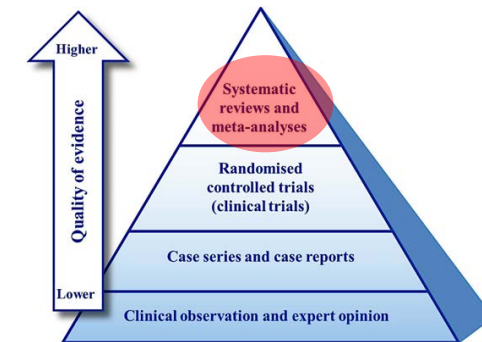 Higher
Quality of evidence
Lower
Systematic
reviews and
meta-analyses
Randomised
controlled trials
(clinical trials)
Case series and case reports
Clinical observation and expert opinion